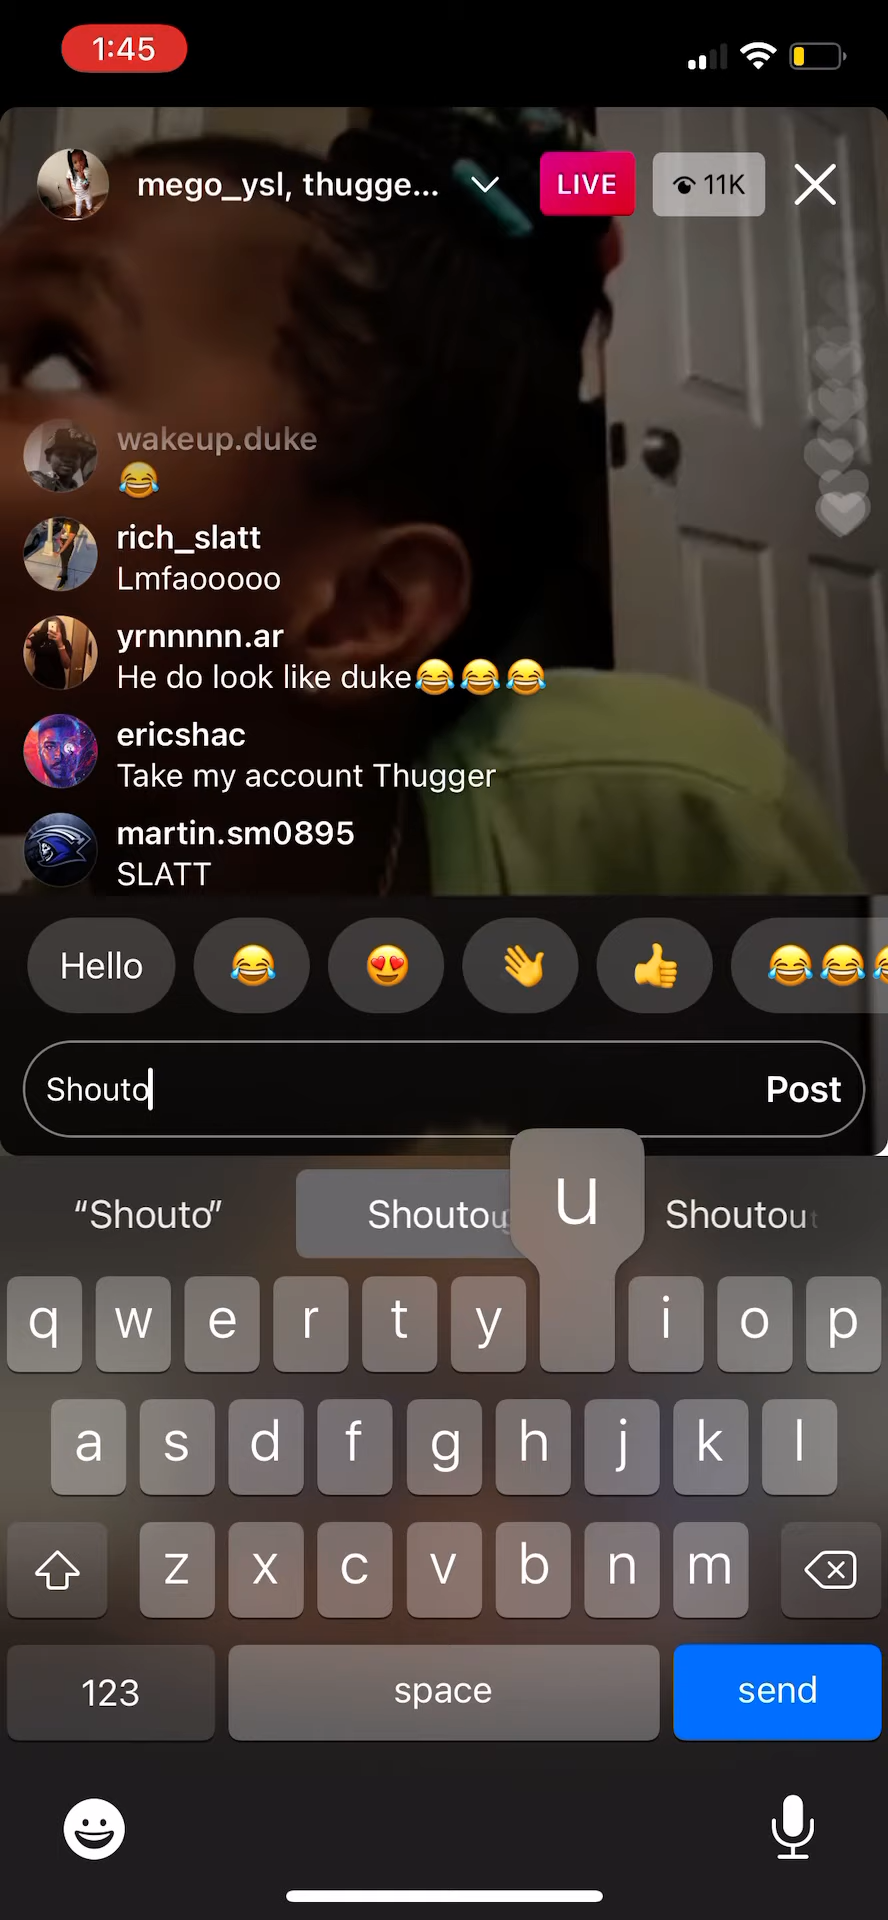 1:45
mego_ysl, thugge...
LIVE
11K
wakeup.duke
😂
rich_slatt
Lmfaooooo
yrnnnnn.ar
He do look like duke😂😂😂
ericshac
Take my account Thugger
martin.sm0895
SLATT
Hello 😂 😍 👋 👍 😂😂😂
Shouto
Post
“Shouto” Shoutou Shoutout
u
q w e r t y i o p
a s d f g h j k l
z x c v b n m
123 space send